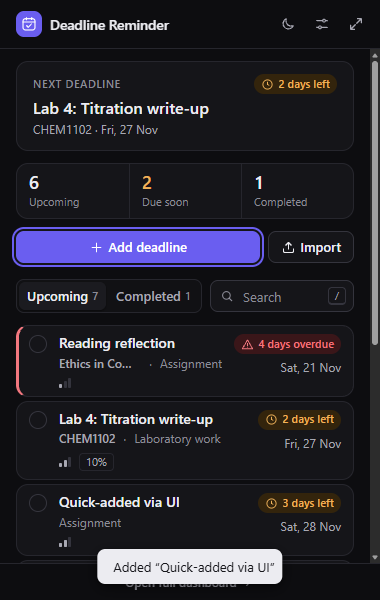 Deadline Reminder
NEXT DEADLINE
2 days left
Lab 4: Titration write-up
CHEM1102 · Fri, 27 Nov
6
Upcoming
2
Due soon
1
Completed
Add deadline
Import
Upcoming 7
Completed 1
Search
/
Reading reflection
4 days overdue
Ethics in Co... · Assignment
Sat, 21 Nov
Lab 4: Titration write-up
2 days left
CHEM1102 · Laboratory work
Fri, 27 Nov
10%
Quick-added via UI
3 days left
Assignment
Sat, 28 Nov
Added “Quick-added via UI”
Open full dashboard